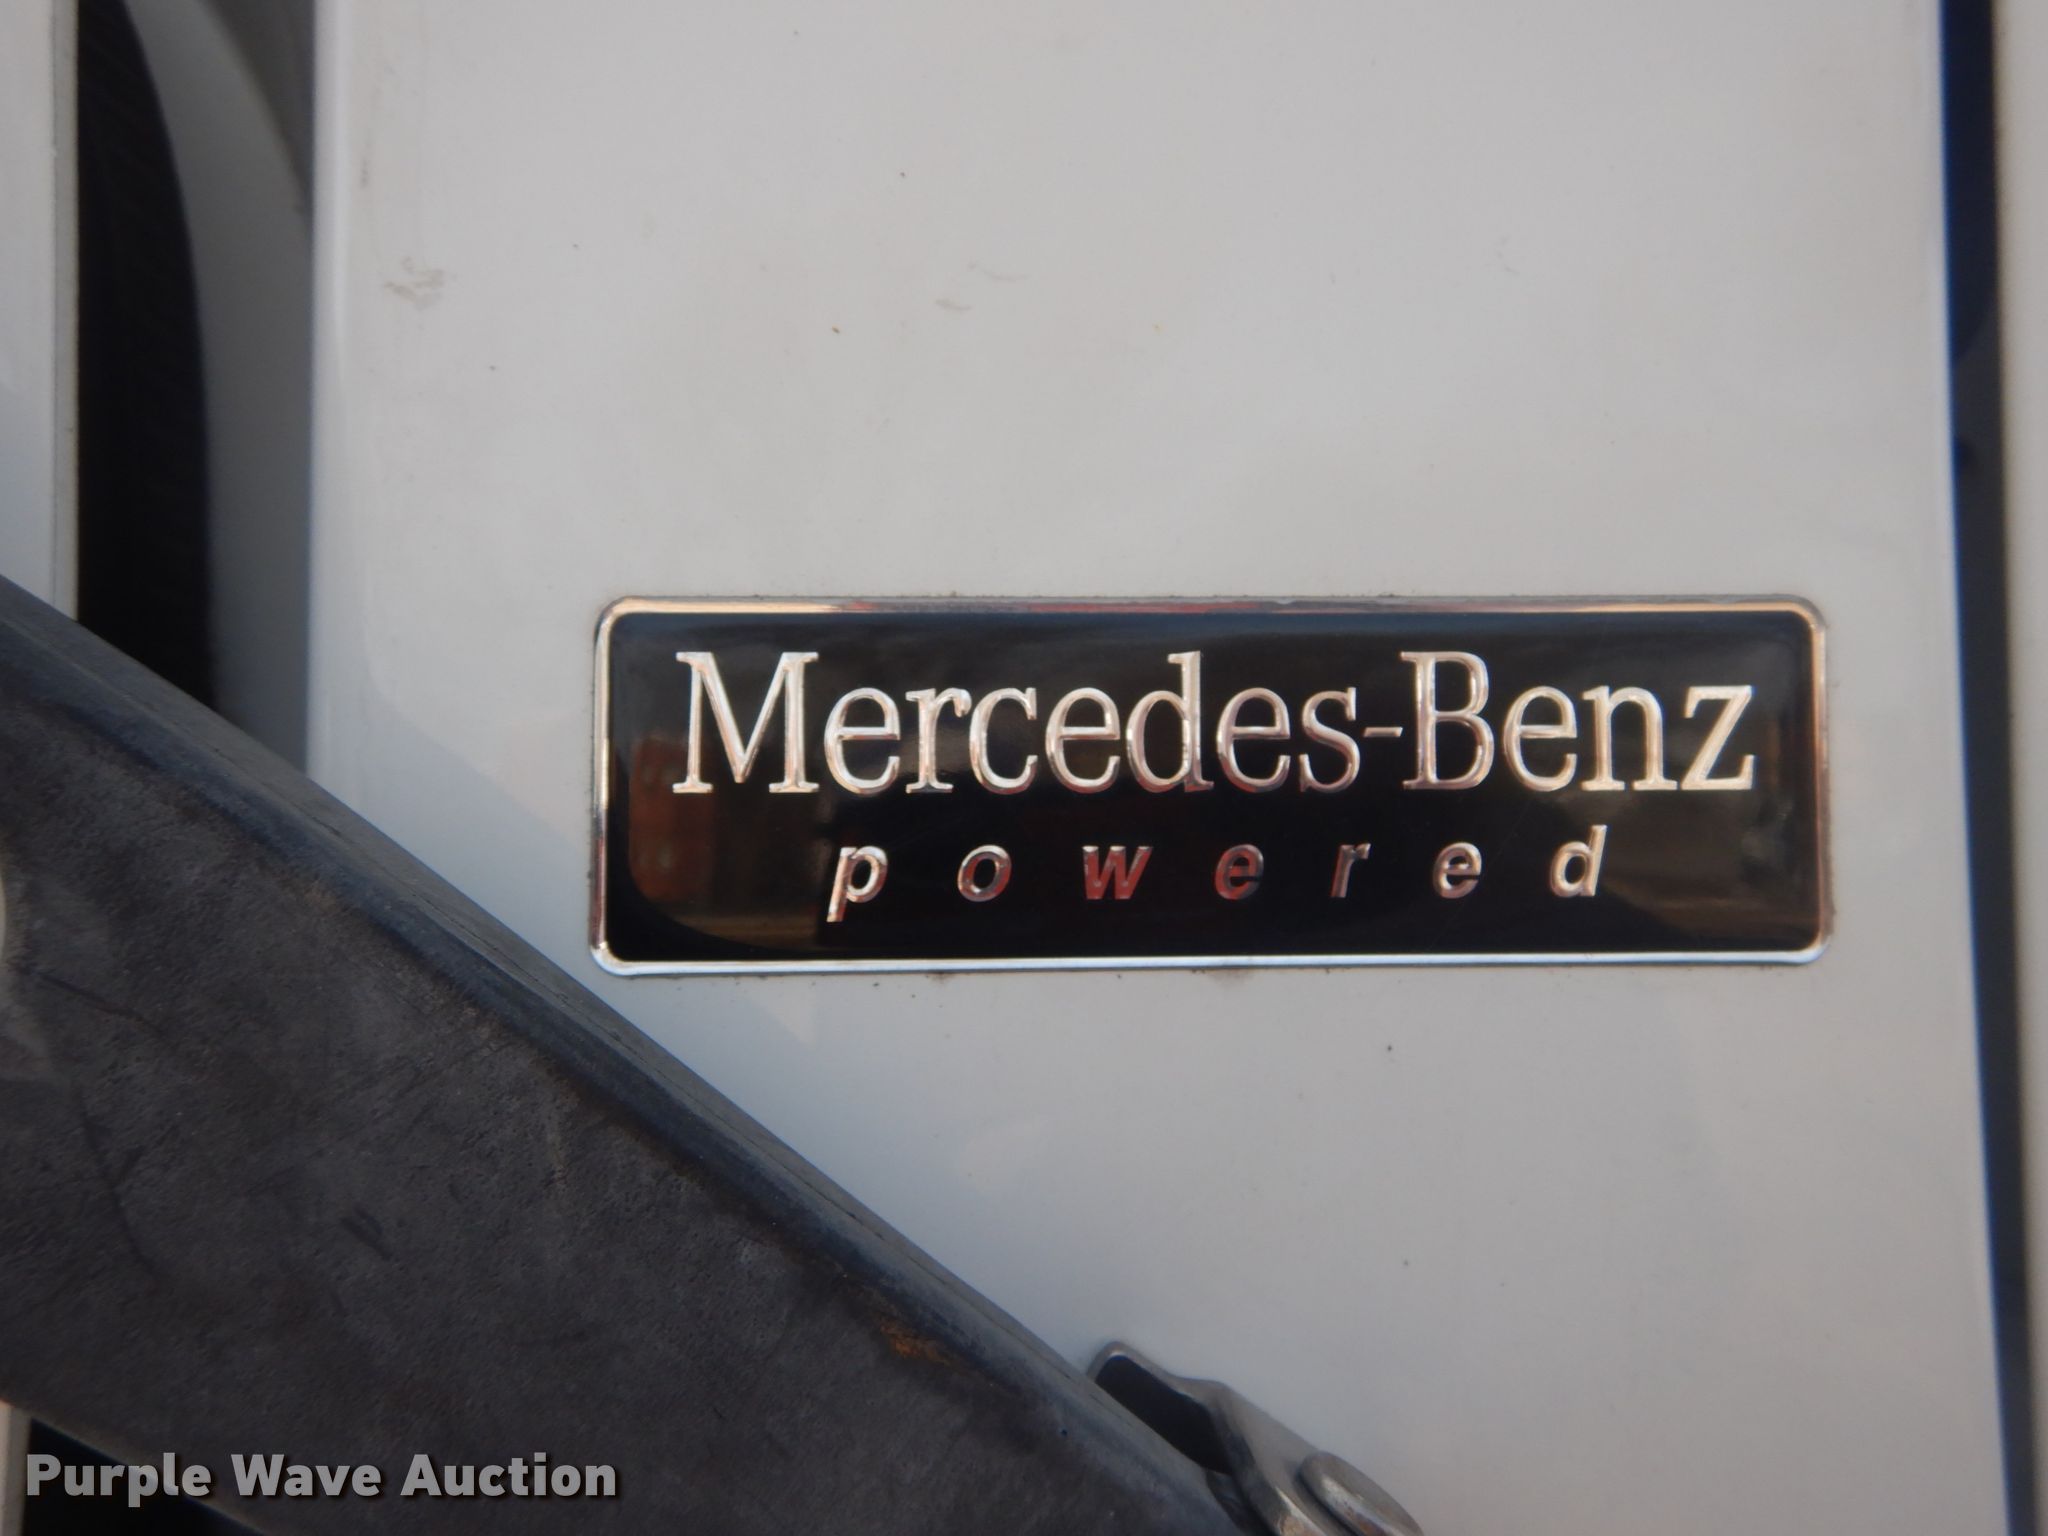 Mercedes-Benz
powered
Purple Wave Auction